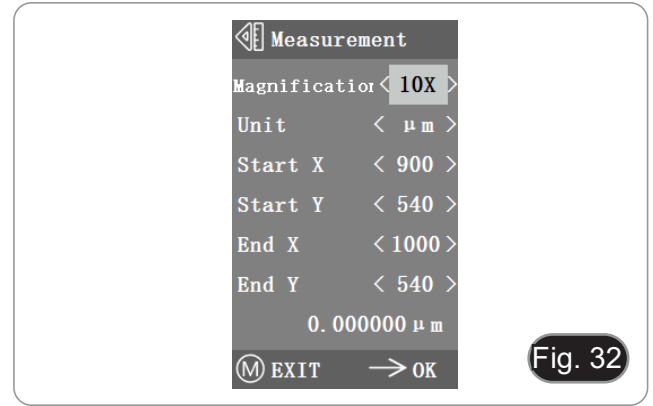 Measurement
Magnificatior < 10X >
Unit < μm >
Start X < 900 >
Start Y < 540 >
End X < 1000 >
End Y < 540 >
0.000000 μm
M EXIT → OK
Fig. 32